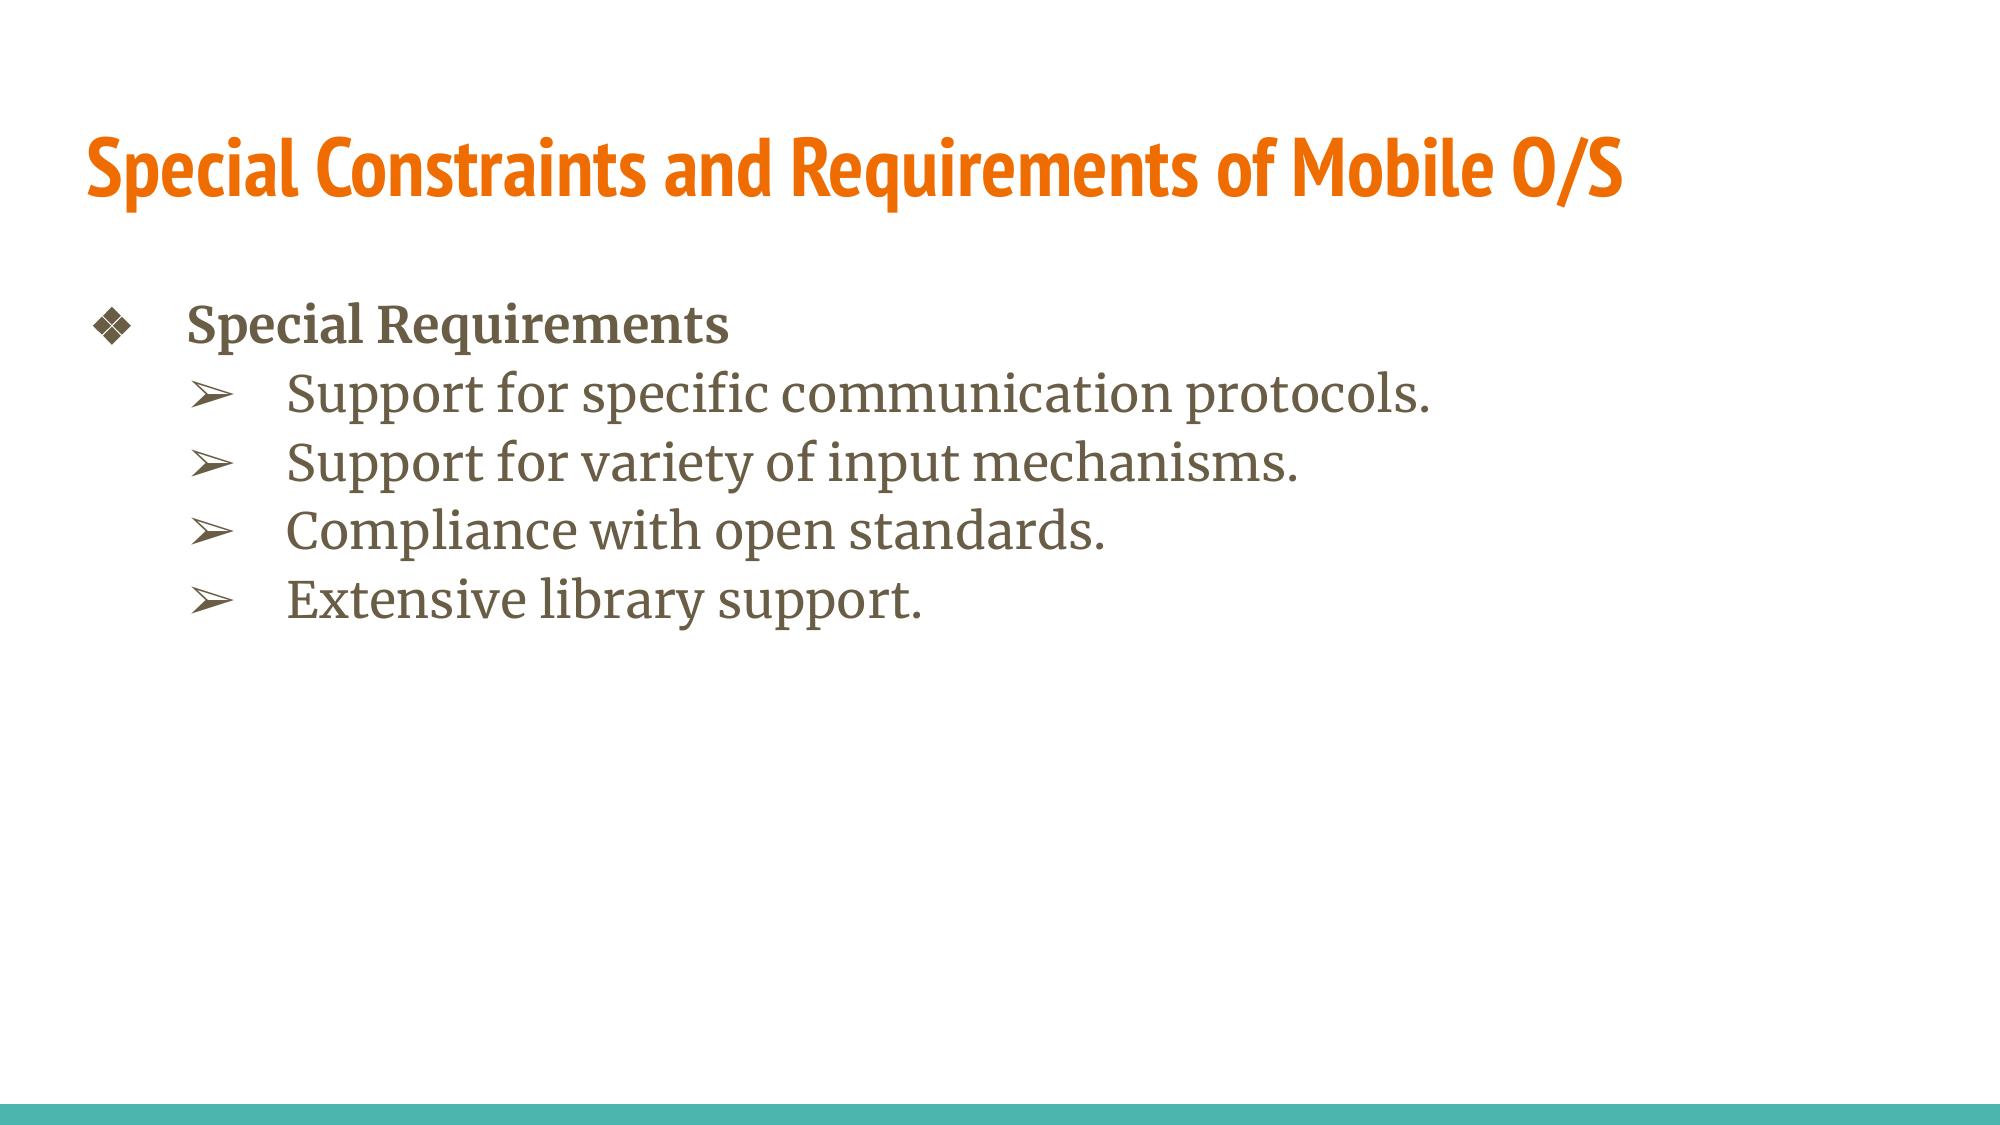 Special Constraints and Requirements of Mobile O/S
❖ Special Requirements
➢ Support for specific communication protocols.
➢ Support for variety of input mechanisms.
➢ Compliance with open standards.
➢ Extensive library support.